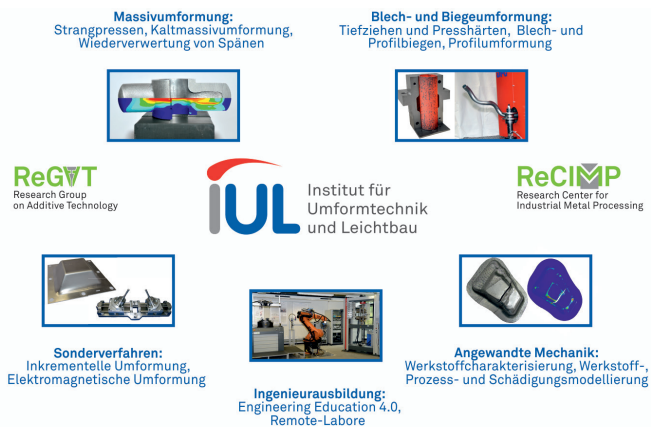 Massivumformung:
Strangpressen, Kaltmassivumformung,
Wiederverwertung von Spänen
Blech- und Biegeumformung:
Tiefziehen und Presshärten, Blech- und
Profilbiegen, Profilumformung
ReGAT
Research Group
on Additive Technology
IUL
Institut für
Umformtechnik
und Leichtbau
ReCIMP
Research Center for
Industrial Metal Processing
Sonderverfahren:
Inkrementelle Umformung,
Elektromagnetische Umformung
Ingenieurausbildung:
Engineering Education 4.0,
Remote-Labore
Angewandte Mechanik:
Werkstoffcharakterisierung, Werkstoff-,
Prozess- und Schädigungsmodellierung